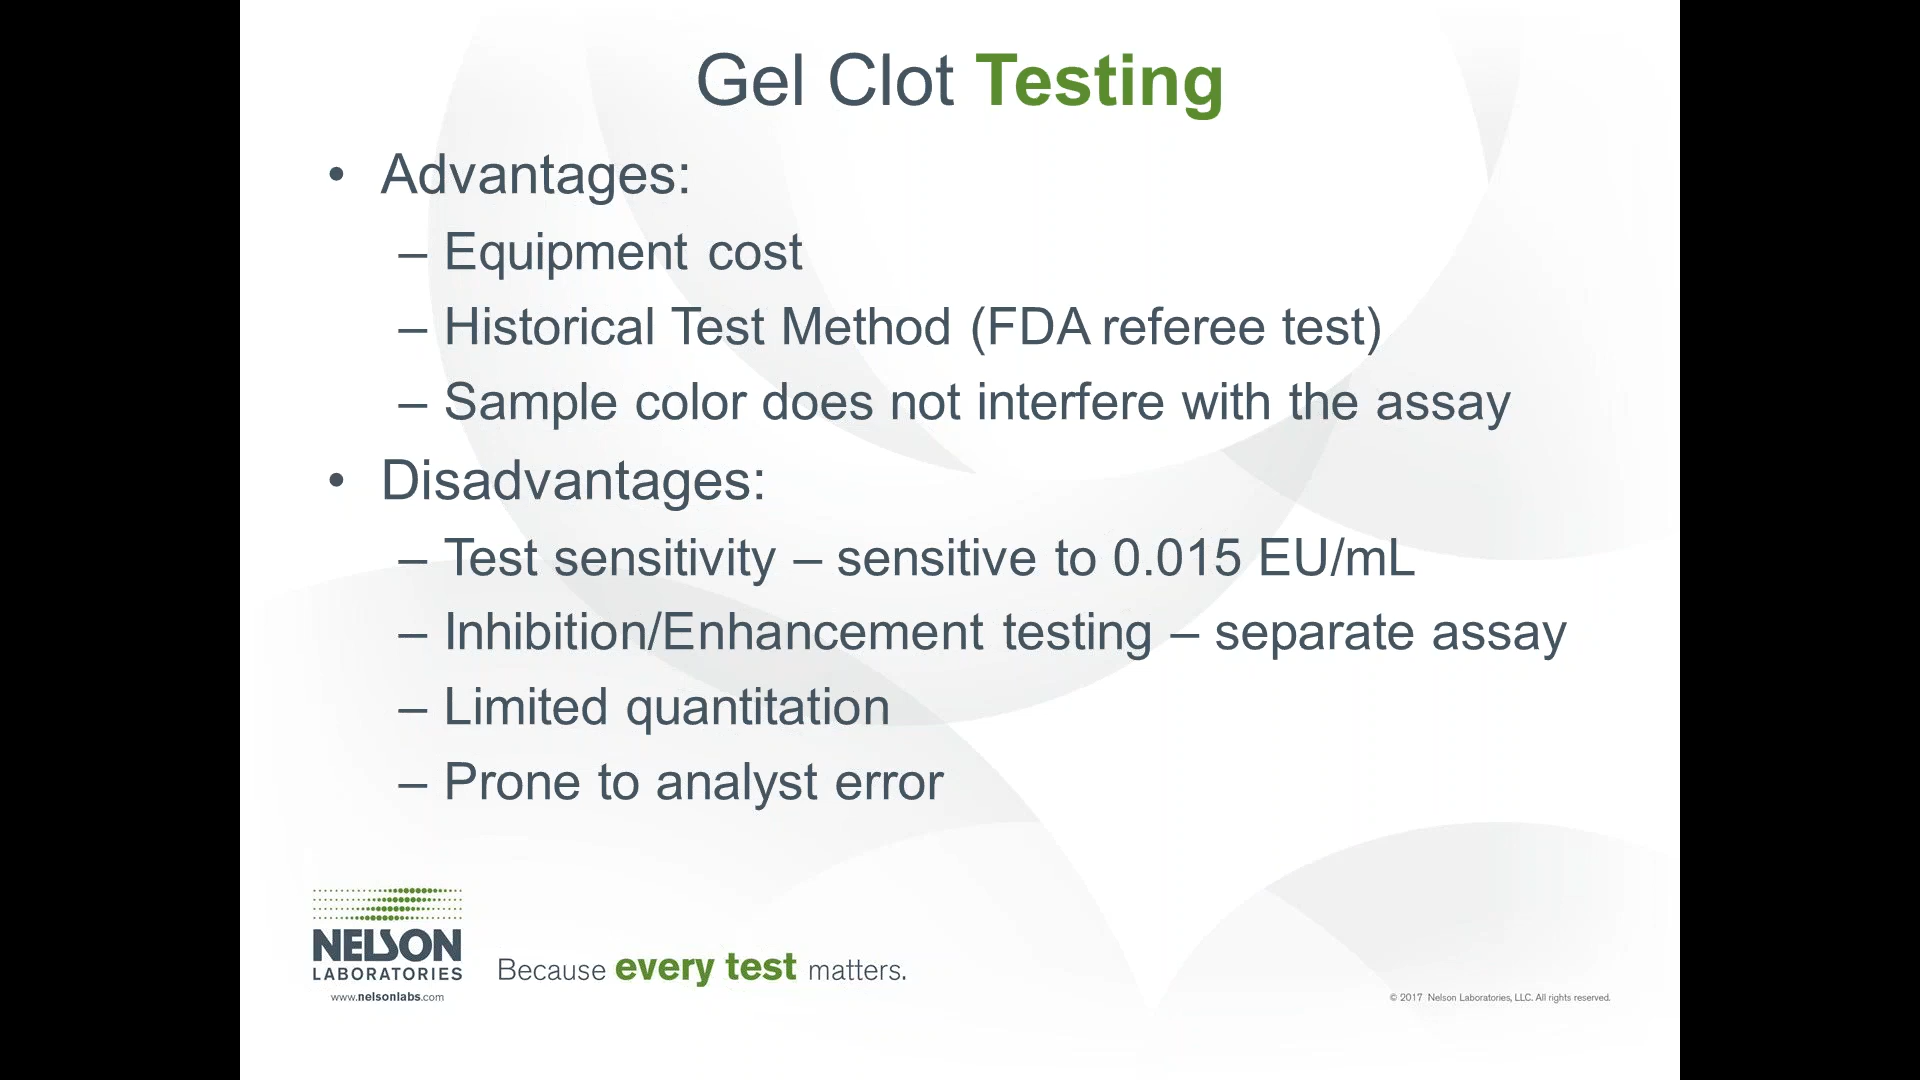 Gel Clot Testing
• Advantages:
– Equipment cost
– Historical Test Method (FDA referee test)
– Sample color does not interfere with the assay
• Disadvantages:
– Test sensitivity – sensitive to 0.015 EU/mL
– Inhibition/Enhancement testing – separate assay
– Limited quantitation
– Prone to analyst error
NELSON
LABORATORIES
www.nelsonlabs.com
Because every test matters.
© 2017 Nelson Laboratories, LLC. All rights reserved.